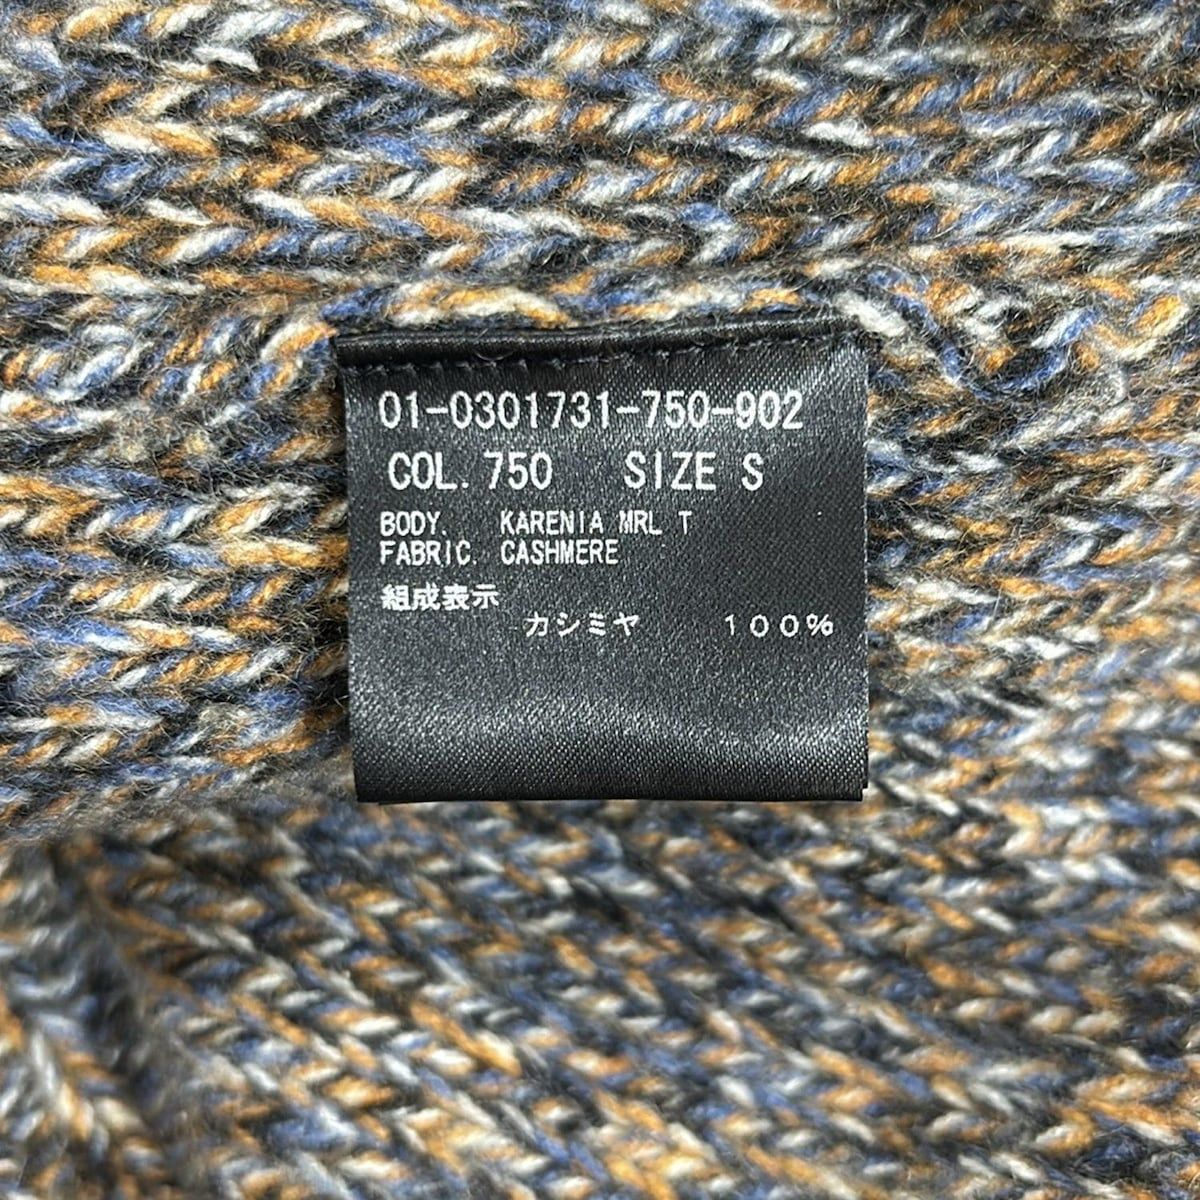 01-0301731-750-902
COL. 750 SIZE S
BODY. KARENIA MRL T
FABRIC. CASHMERE
組成表示
カシミヤ 100%